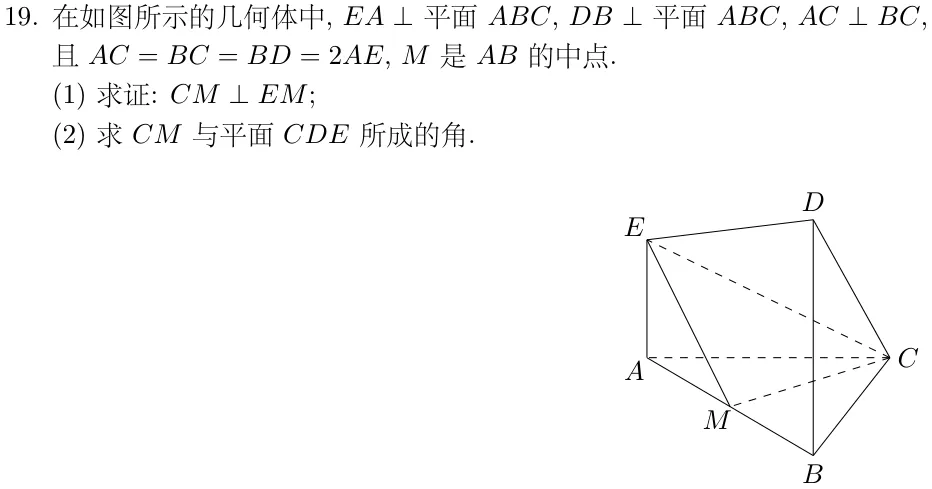 19. 在如图所示的几何体中, EA ⊥ 平面 ABC, DB ⊥ 平面 ABC, AC ⊥ BC,
且 AC = BC = BD = 2AE, M 是 AB 的中点.
(1) 求证: CM ⊥ EM;
(2) 求 CM 与平面 CDE 所成的角.
D
E
A
C
M
B